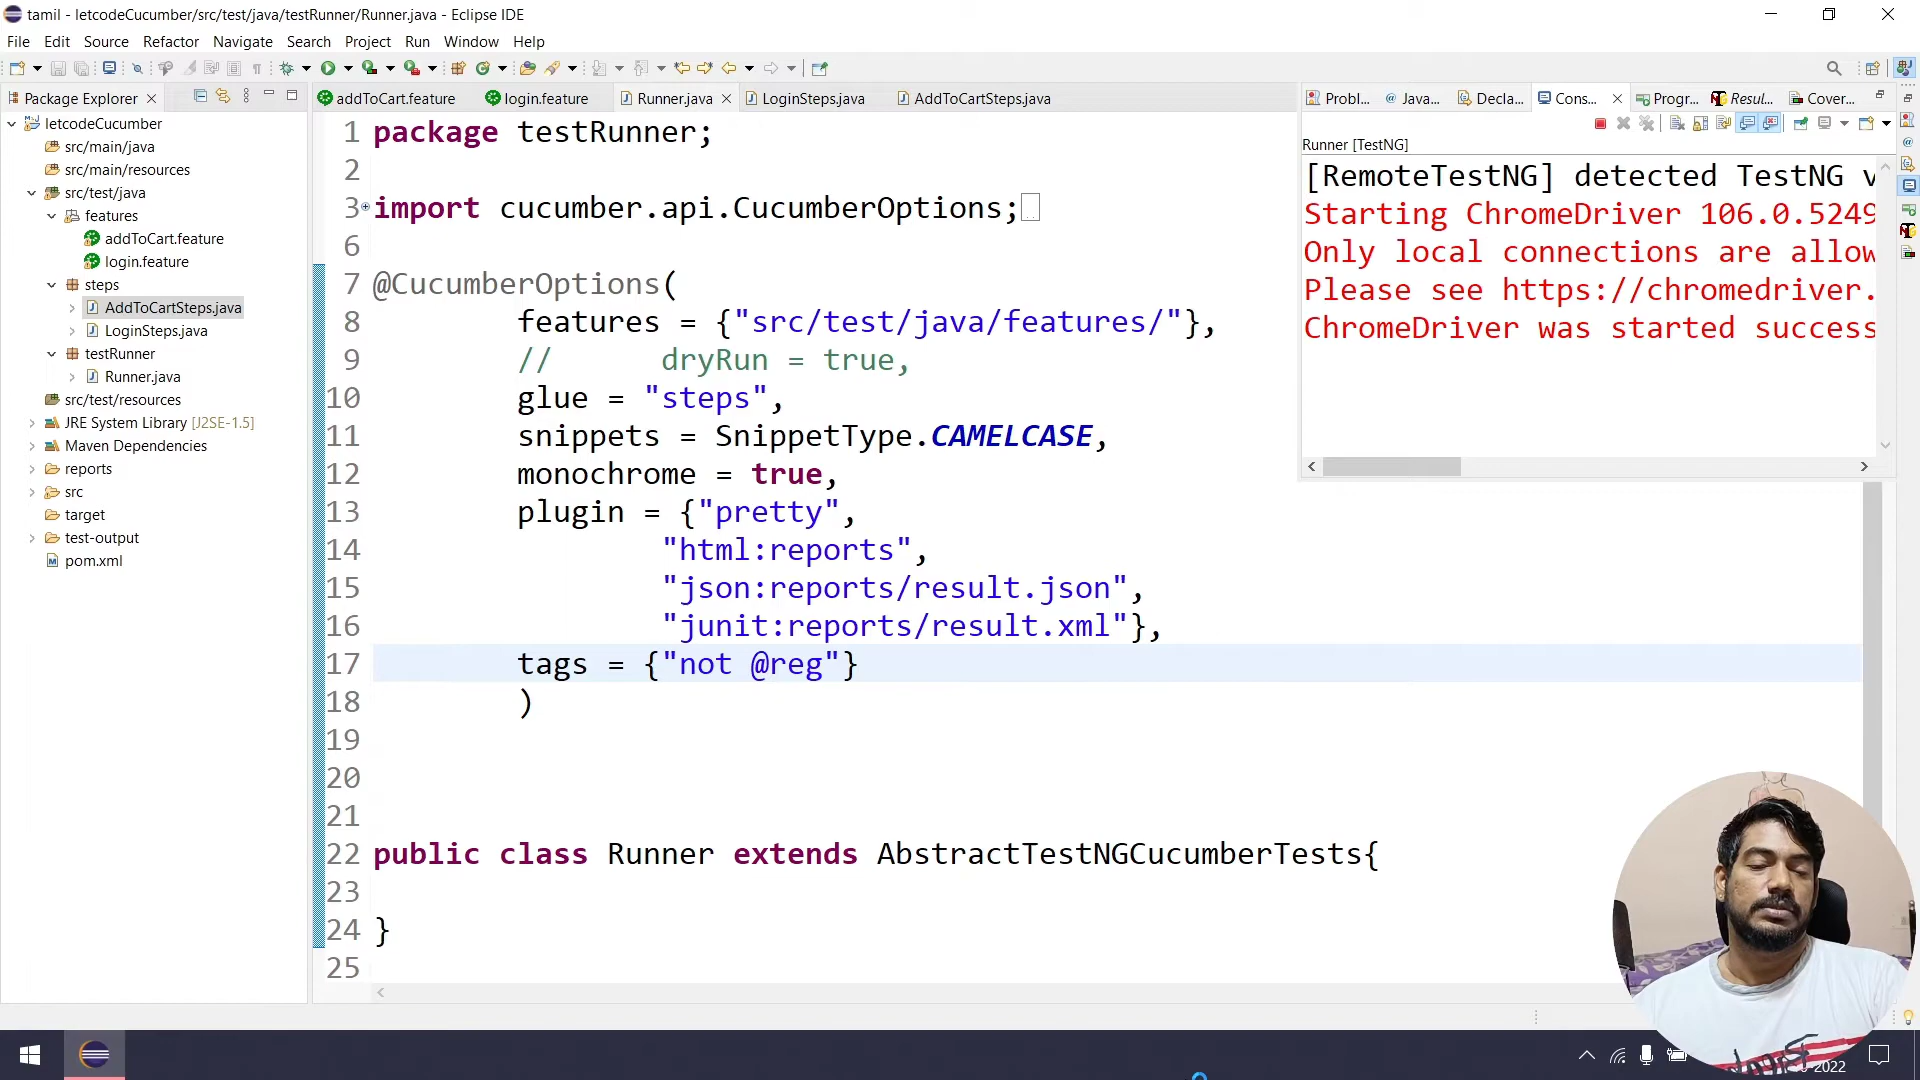 tamil - letcodeCucumber/src/test/java/testRunner/Runner.java - Eclipse IDE
File Edit Source Refactor Navigate Search Project Run Window Help
Package Explorer
letcodeCucumber
src/main/java
src/main/resources
src/test/java
features
addToCart.feature
login.feature
steps
AddToCartSteps.java
LoginSteps.java
testRunner
Runner.java
src/test/resources
JRE System Library [J2SE-1.5]
Maven Dependencies
reports
src
target
test-output
pom.xml
addToCart.feature login.feature Runner.java LoginSteps.java AddToCartSteps.java
1 package testRunner;
2
3 import cucumber.api.CucumberOptions;
6
7 @CucumberOptions(
8 features = {"src/test/java/features/"},
9 // dryRun = true,
10 glue = "steps",
11 snippets = SnippetType.CAMELCASE,
12 monochrome = true,
13 plugin = {"pretty",
14 "html:reports",
15 "json:reports/result.json",
16 "junit:reports/result.xml"},
17 tags = {"not @reg"}
18 )
19
20
21
22 public class Runner extends AbstractTestNGCucumberTests{
23
24 }
25
Probl... Java... Decla... Cons... Progr... Resul... Cover...
Runner [TestNG]
[RemoteTestNG] detected TestNG v
Starting ChromeDriver 106.0.5249
Only local connections are allow
Please see https://chromedriver.
ChromeDriver was started success
2022